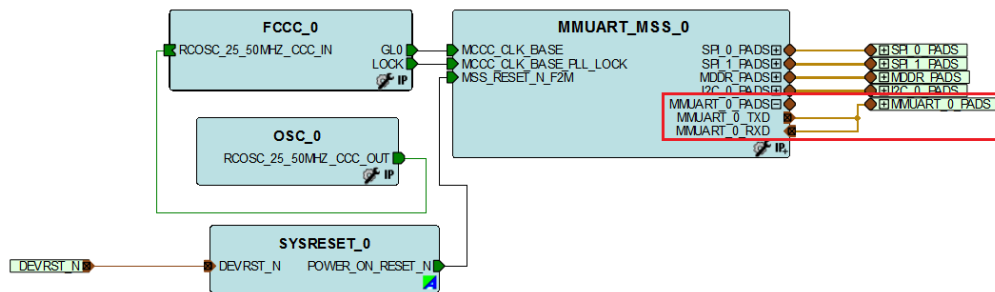 FCCC_0
RCOSC_25_50MHZ_CCC_IN
GL0
LOCK
IP
OSC_0
RCOSC_25_50MHZ_CCC_OUT
IP
SYSRESET_0
DEVRST_N
DEVRST_N
POWER_ON_RESET_N
A
MMUART_MSS_0
MCCC_CLK_BASE
MCCC_CLK_BASE_PLL_LOCK
MSS_RESET_N_F2M
SPI_0_PADS
SPI_1_PADS
MDDR_PADS
I2C_0_PADS
MMUART_0_PADS
MMUART_0_TXD
MMUART_0_RXD
IP+
SPI_0_PADS
SPI_1_PADS
MDDR_PADS
I2C_0_PADS
MMUART_0_PADS